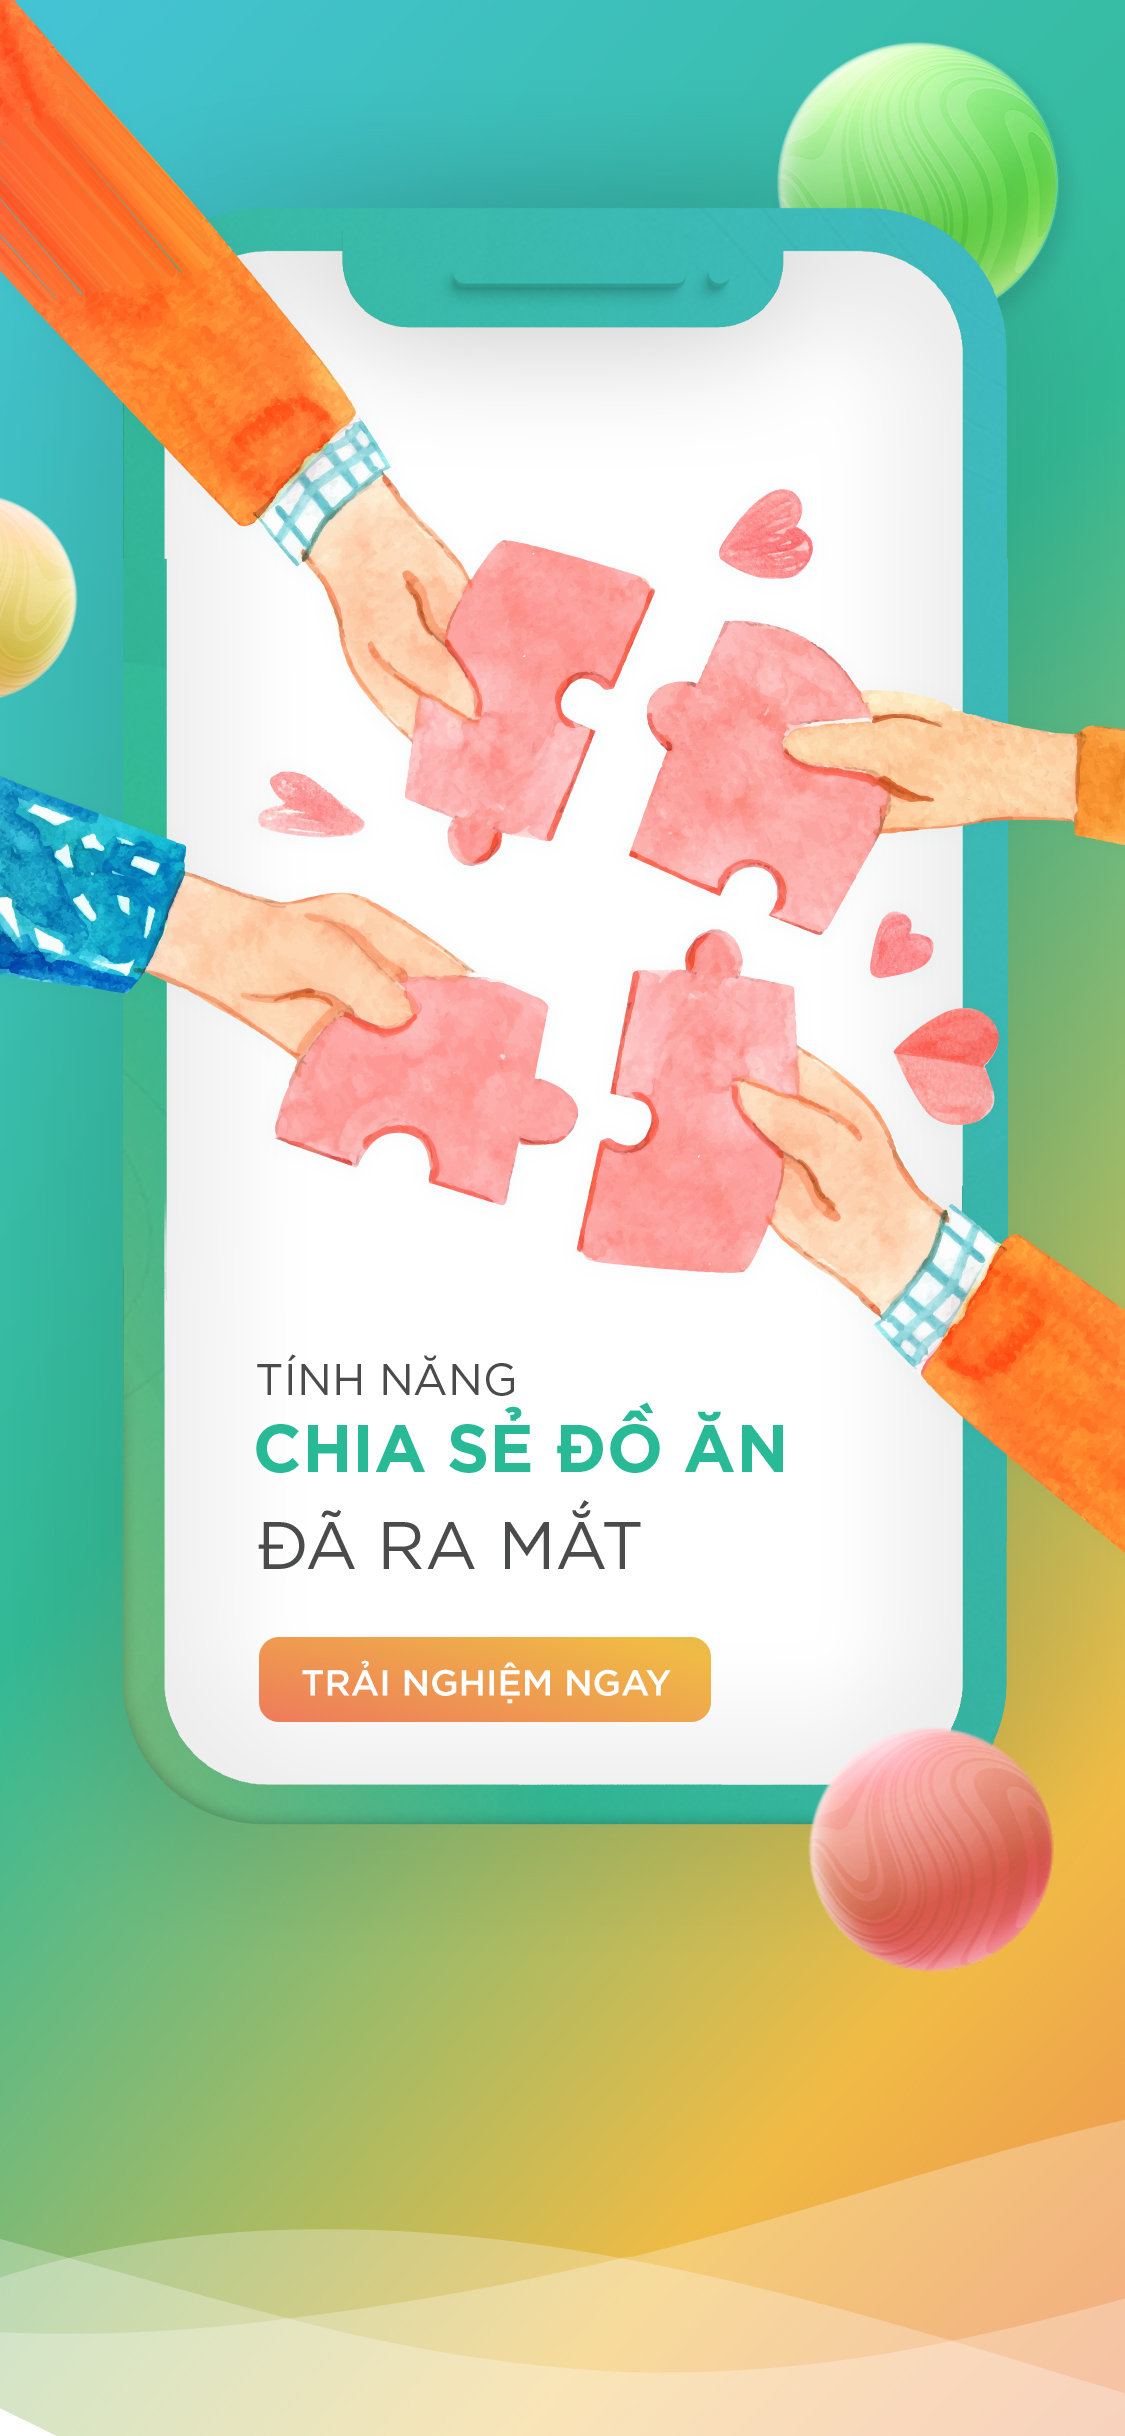 TÍNH NĂNG
CHIA SẺ ĐỒ ĂN
ĐÃ RA MẮT
TRẢI NGHIỆM NGAY